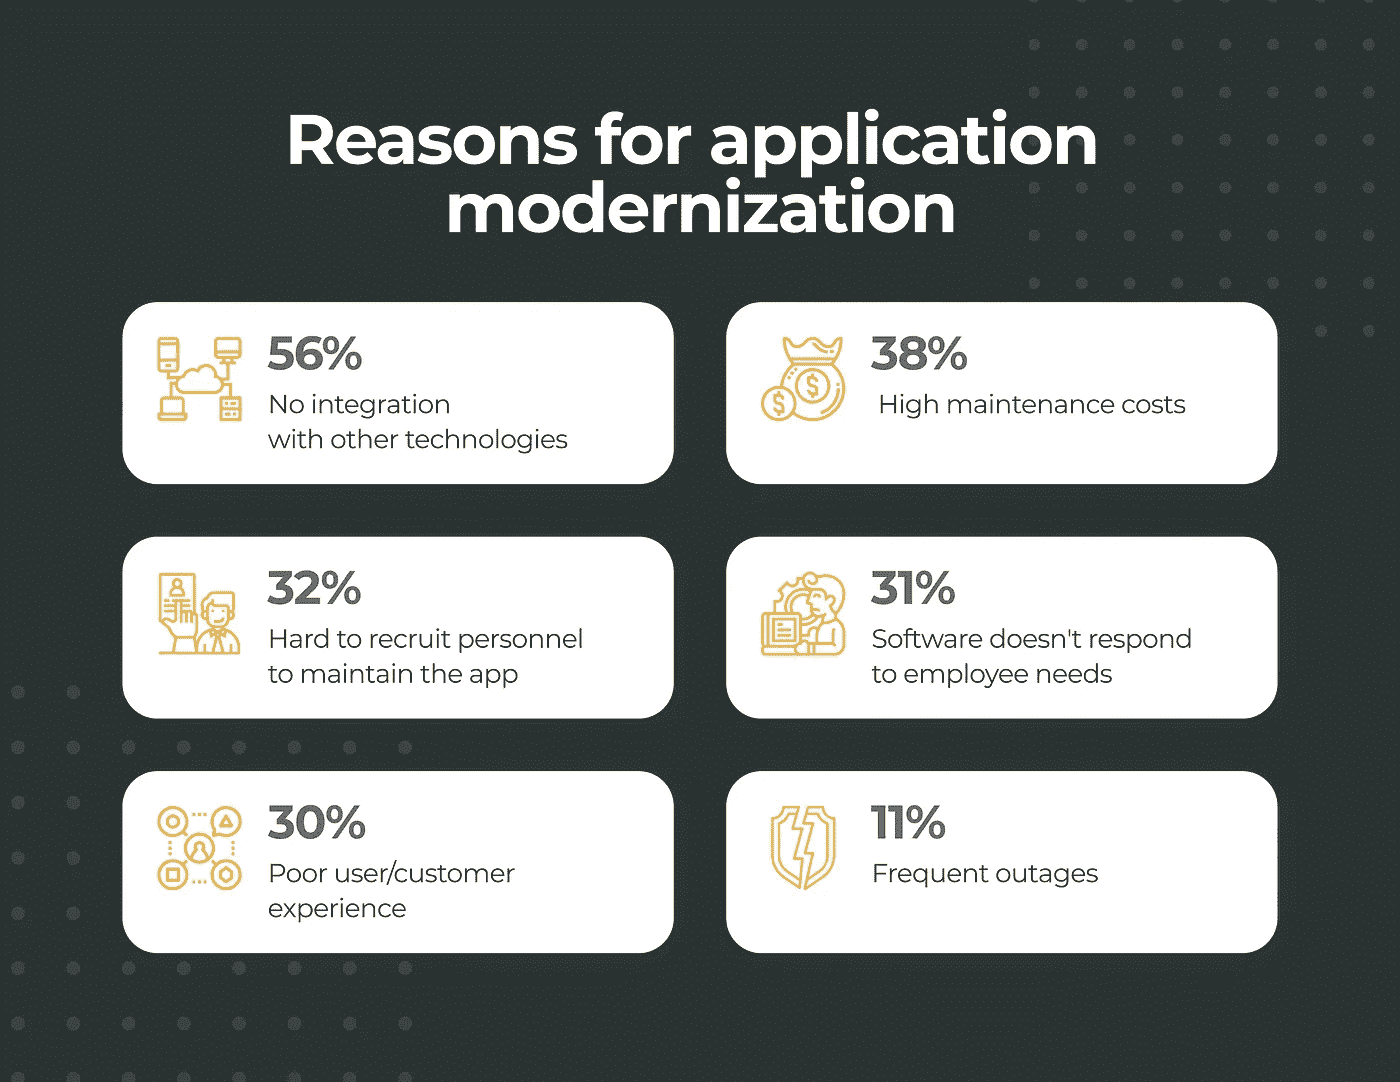 Reasons for application
modernization
56%
No integration
with other technologies
38%
High maintenance costs
32%
Hard to recruit personnel
to maintain the app
31%
Software doesn't respond
to employee needs
30%
Poor user/customer
experience
11%
Frequent outages